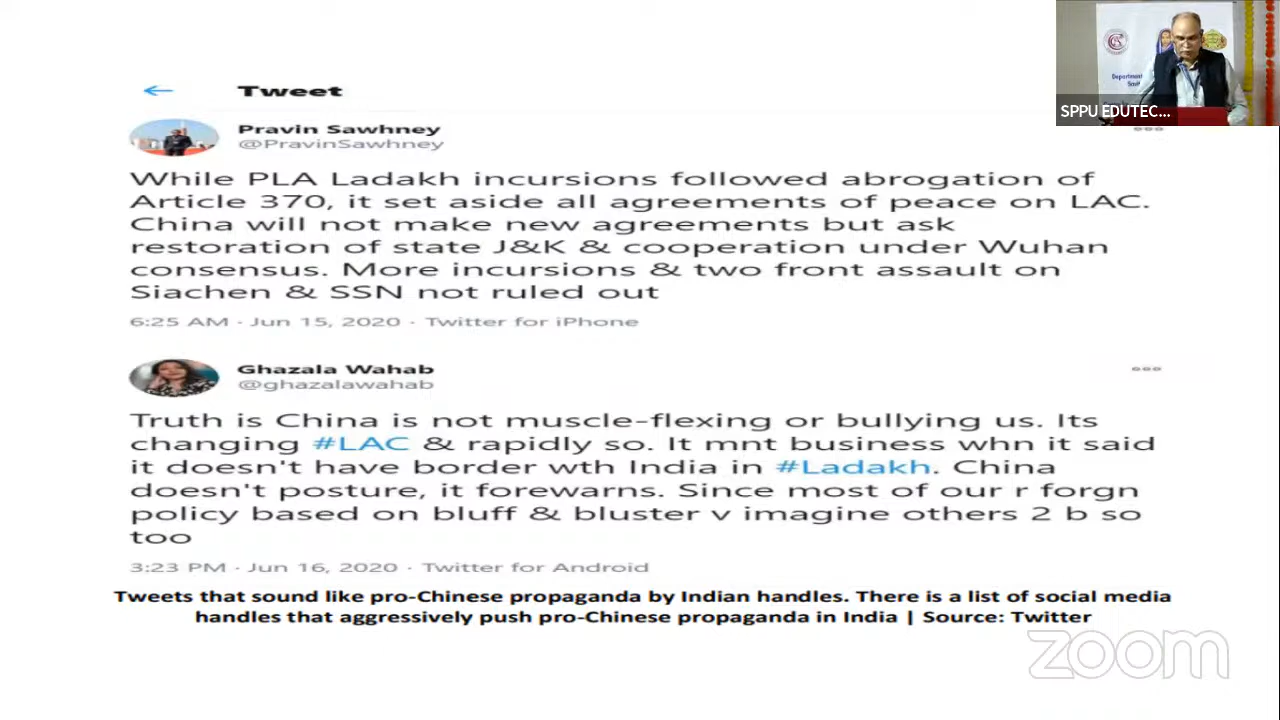 Tweet
Pravin Sawhney
@PravinSawhney
While PLA Ladakh incursions followed abrogation of
Article 370, it set aside all agreements of peace on LAC.
China will not make new agreements but ask
restoration of state J&K & cooperation under Wuhan
consensus. More incursions & two front assault on
Siachen & SSN not ruled out
6:25 AM · Jun 15, 2020 · Twitter for iPhone
Ghazala Wahab
@ghazalawahab
Truth is China is not muscle-flexing or bullying us. Its
changing #LAC & rapidly so. It mnt business whn it said
it doesn't have border wth India in #Ladakh. China
doesn't posture, it forewarns. Since most of our r forgn
policy based on bluff & bluster v imagine others 2 b so
too
3:23 PM · Jun 16, 2020 · Twitter for Android
Tweets that sound like pro-Chinese propaganda by Indian handles. There is a list of social media
handles that aggressively push pro-Chinese propaganda in India | Source: Twitter
Department
SPPU EDUTEC...
zoom